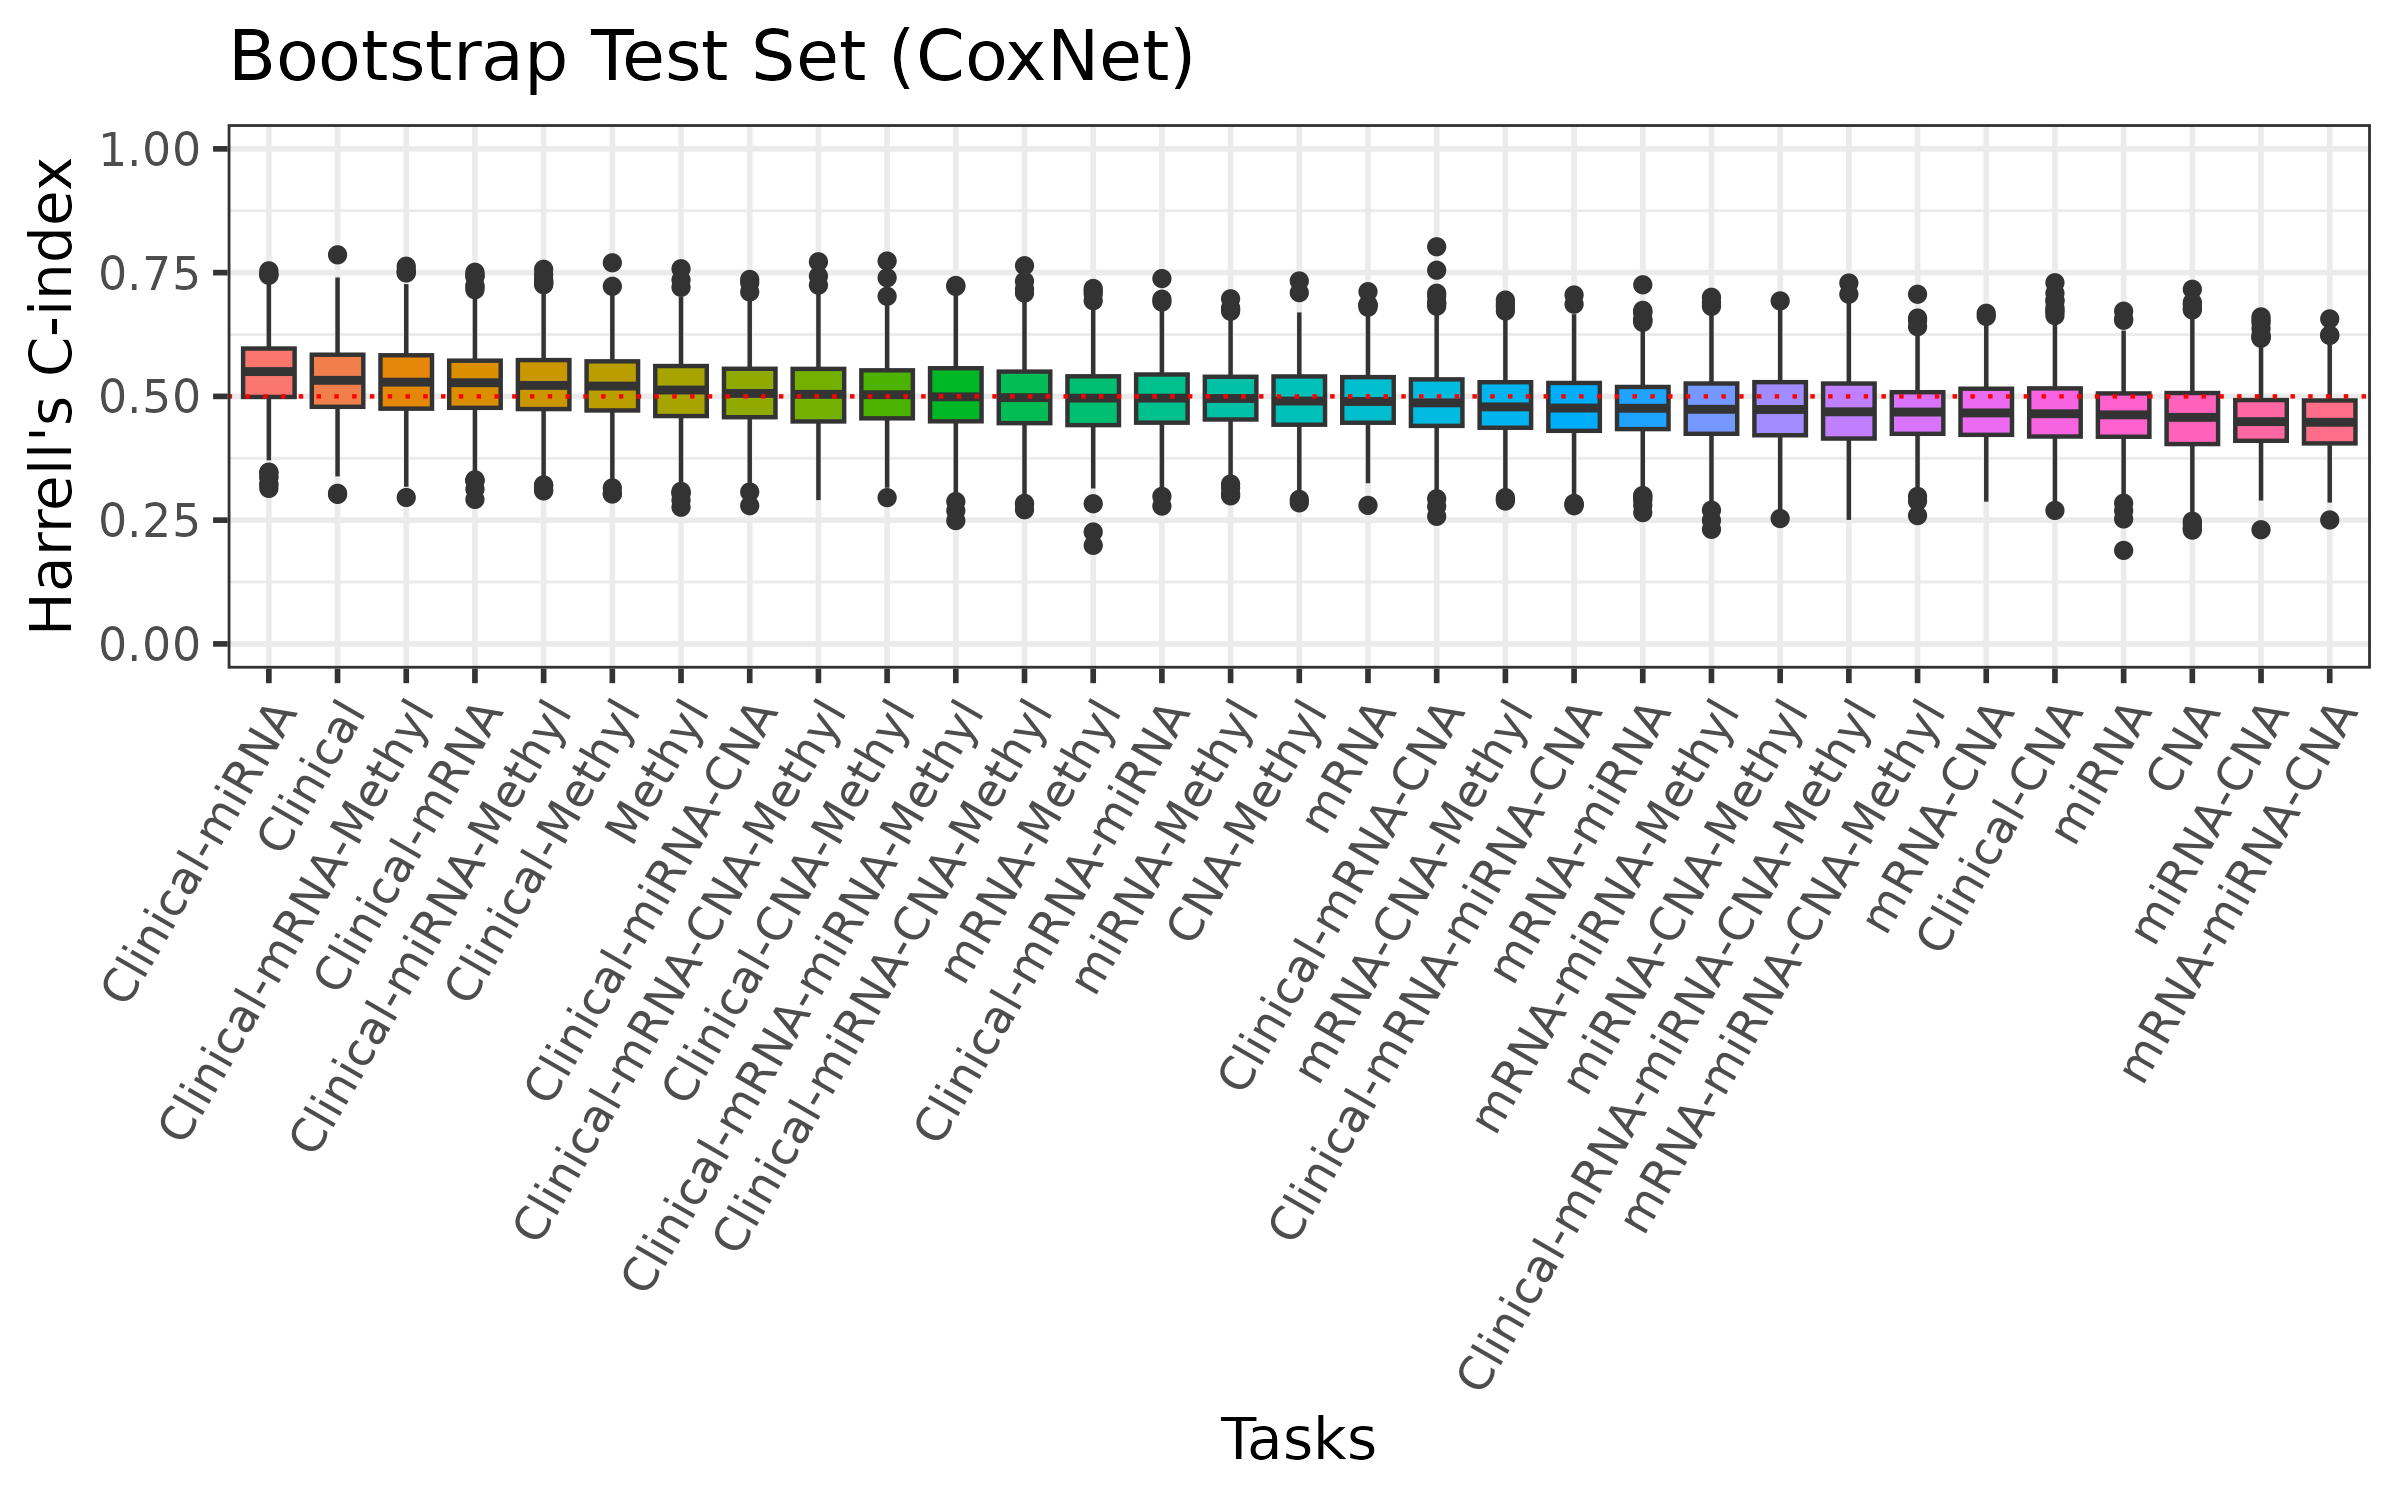 Bootstrap Test Set (CoxNet)
Harrell's C-index
1.00
0.75
0.50
0.25
0.00
Clinical-miRNA
Clinical
Clinical-mRNA-Methyl
Clinical-mRNA
Clinical-miRNA-Methyl
Clinical-Methyl
Methyl
Clinical-miRNA-CNA
Clinical-mRNA-CNA-Methyl
Clinical-CNA-Methyl
Clinical-mRNA-miRNA-Methyl
Clinical-miRNA-CNA-Methyl
mRNA-Methyl
Clinical-mRNA-miRNA
miRNA-Methyl
CNA-Methyl
mRNA
Clinical-mRNA-CNA
mRNA-CNA-Methyl
Clinical-mRNA-miRNA-CNA
mRNA-miRNA
mRNA-miRNA-Methyl
miRNA-CNA-Methyl
Clinical-mRNA-miRNA-CNA-Methyl
mRNA-miRNA-CNA-Methyl
mRNA-CNA
Clinical-CNA
miRNA
CNA
miRNA-CNA
mRNA-miRNA-CNA
Tasks